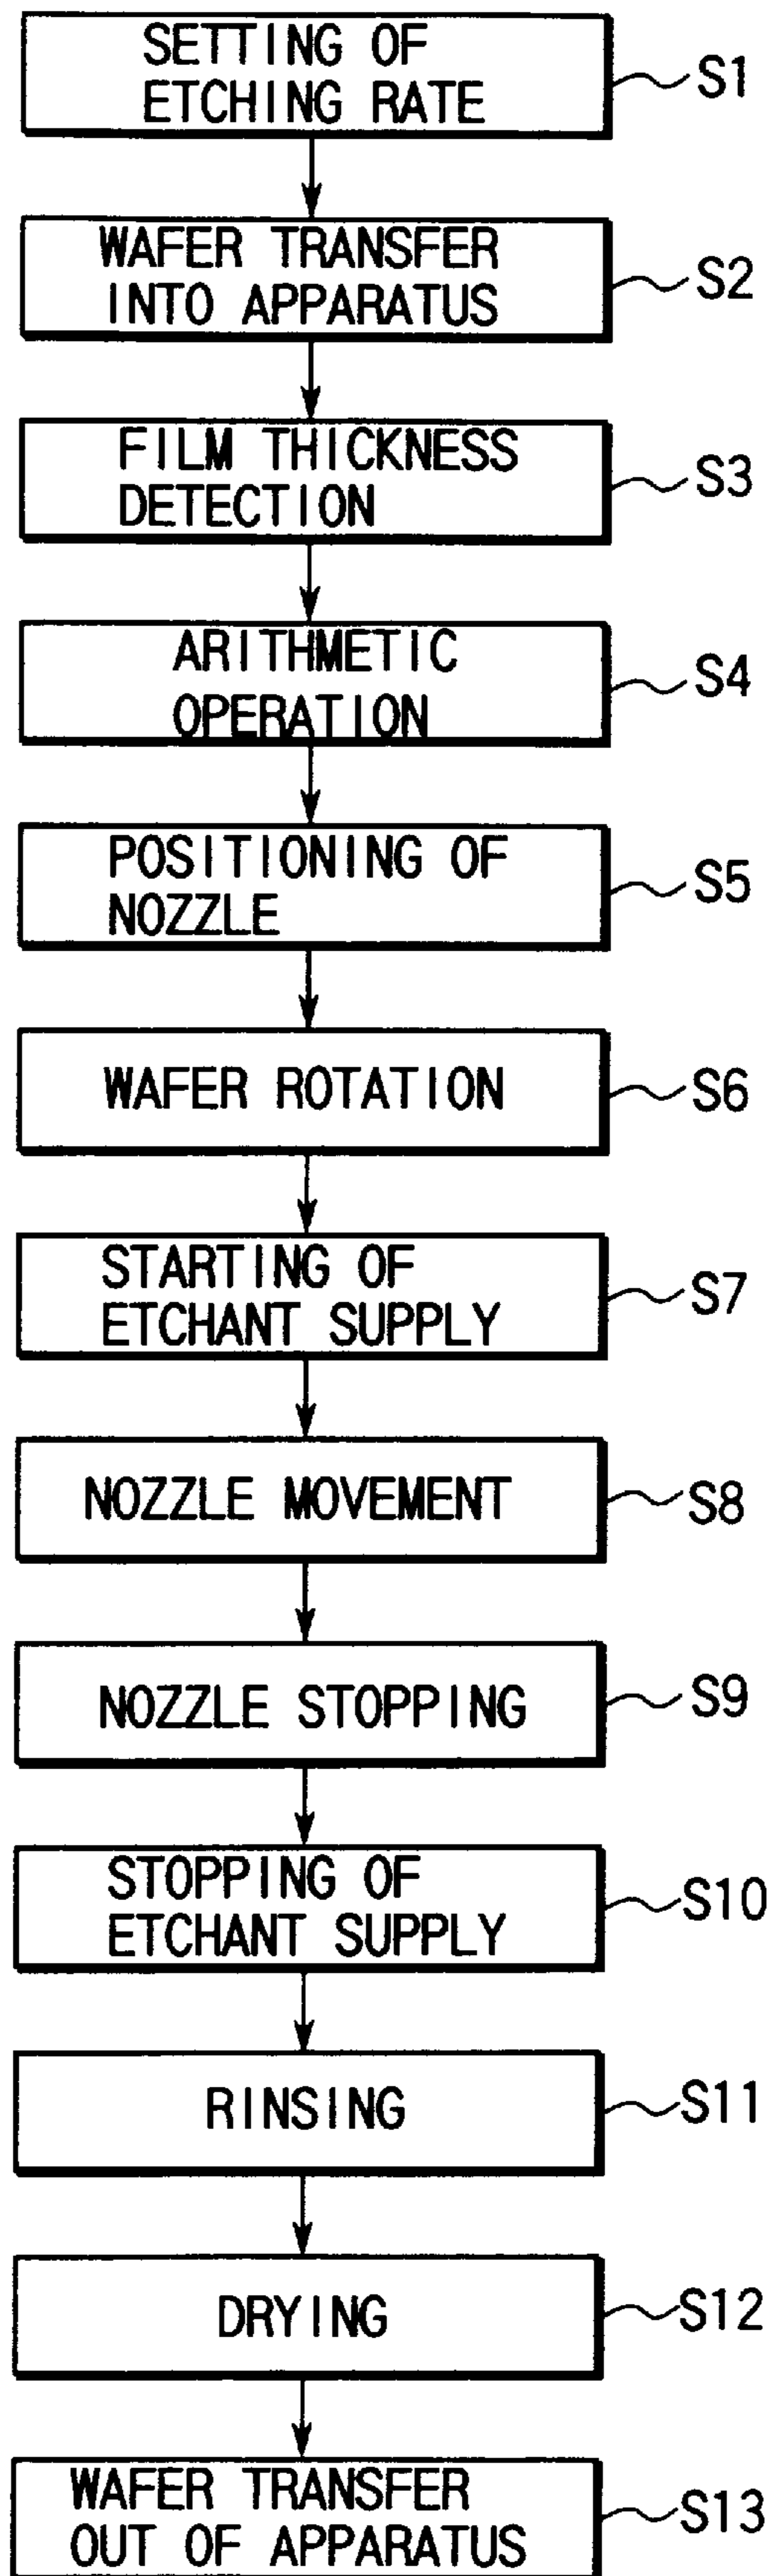 SETTING OF
ETCHING RATE
S1
WAFER TRANSFER
INTO APPARATUS
S2
FILM THICKNESS
DETECTION
S3
ARITHMETIC
OPERATION
S4
POSITIONING OF
NOZZLE
S5
WAFER ROTATION
S6
STARTING OF
ETCHANT SUPPLY
S7
NOZZLE MOVEMENT
S8
NOZZLE STOPPING
S9
STOPPING OF
ETCHANT SUPPLY
S10
RINSING
S11
DRYING
S12
WAFER TRANSFER
OUT OF APPARATUS
S13